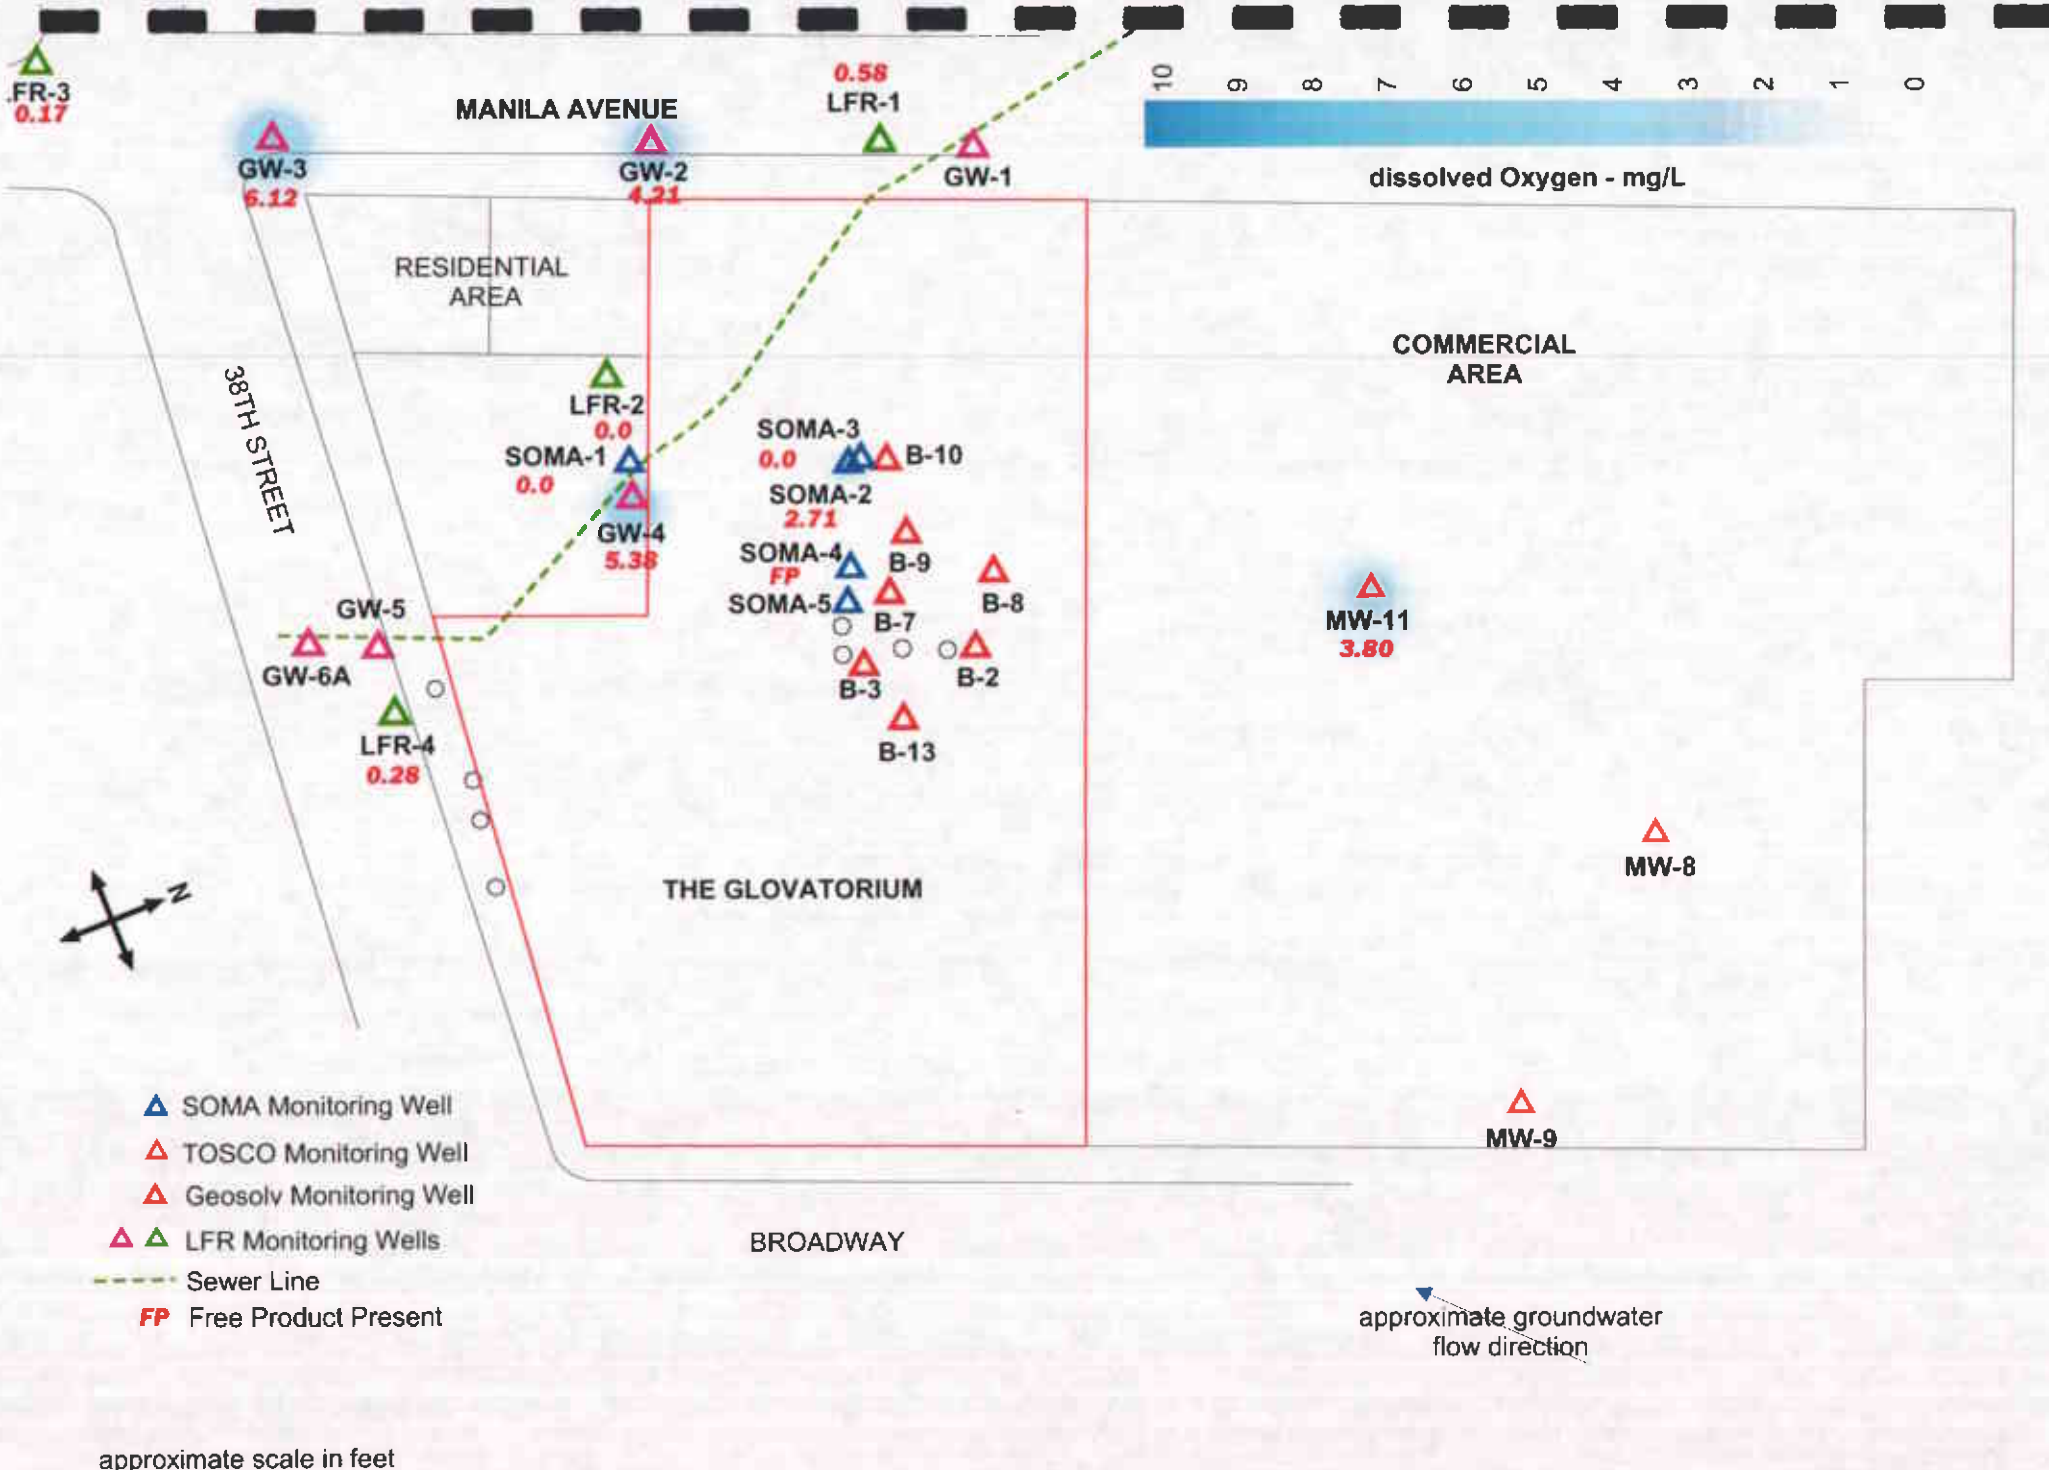 10 9 8 7 6 5 4 3 2 1 0
dissolved Oxygen - mg/L
.FR-3
0.17
MANILA AVENUE
0.58
LFR-1
GW-3
6.12
GW-2
4.21
GW-1
RESIDENTIAL
AREA
COMMERCIAL
AREA
38TH STREET
LFR-2
0.0
SOMA-1
0.0
GW-4
5.38
SOMA-3
0.0
B-10
SOMA-2
2.71
SOMA-4
FP
B-9
SOMA-5
B-7
B-8
B-3
B-2
B-13
MW-11
3.80
GW-5
GW-6A
LFR-4
0.28
MW-8
N
THE GLOVATORIUM
MW-9
SOMA Monitoring Well
TOSCO Monitoring Well
Geosolv Monitoring Well
LFR Monitoring Wells
Sewer Line
FP Free Product Present
BROADWAY
approximate groundwater
flow direction
approximate scale in feet